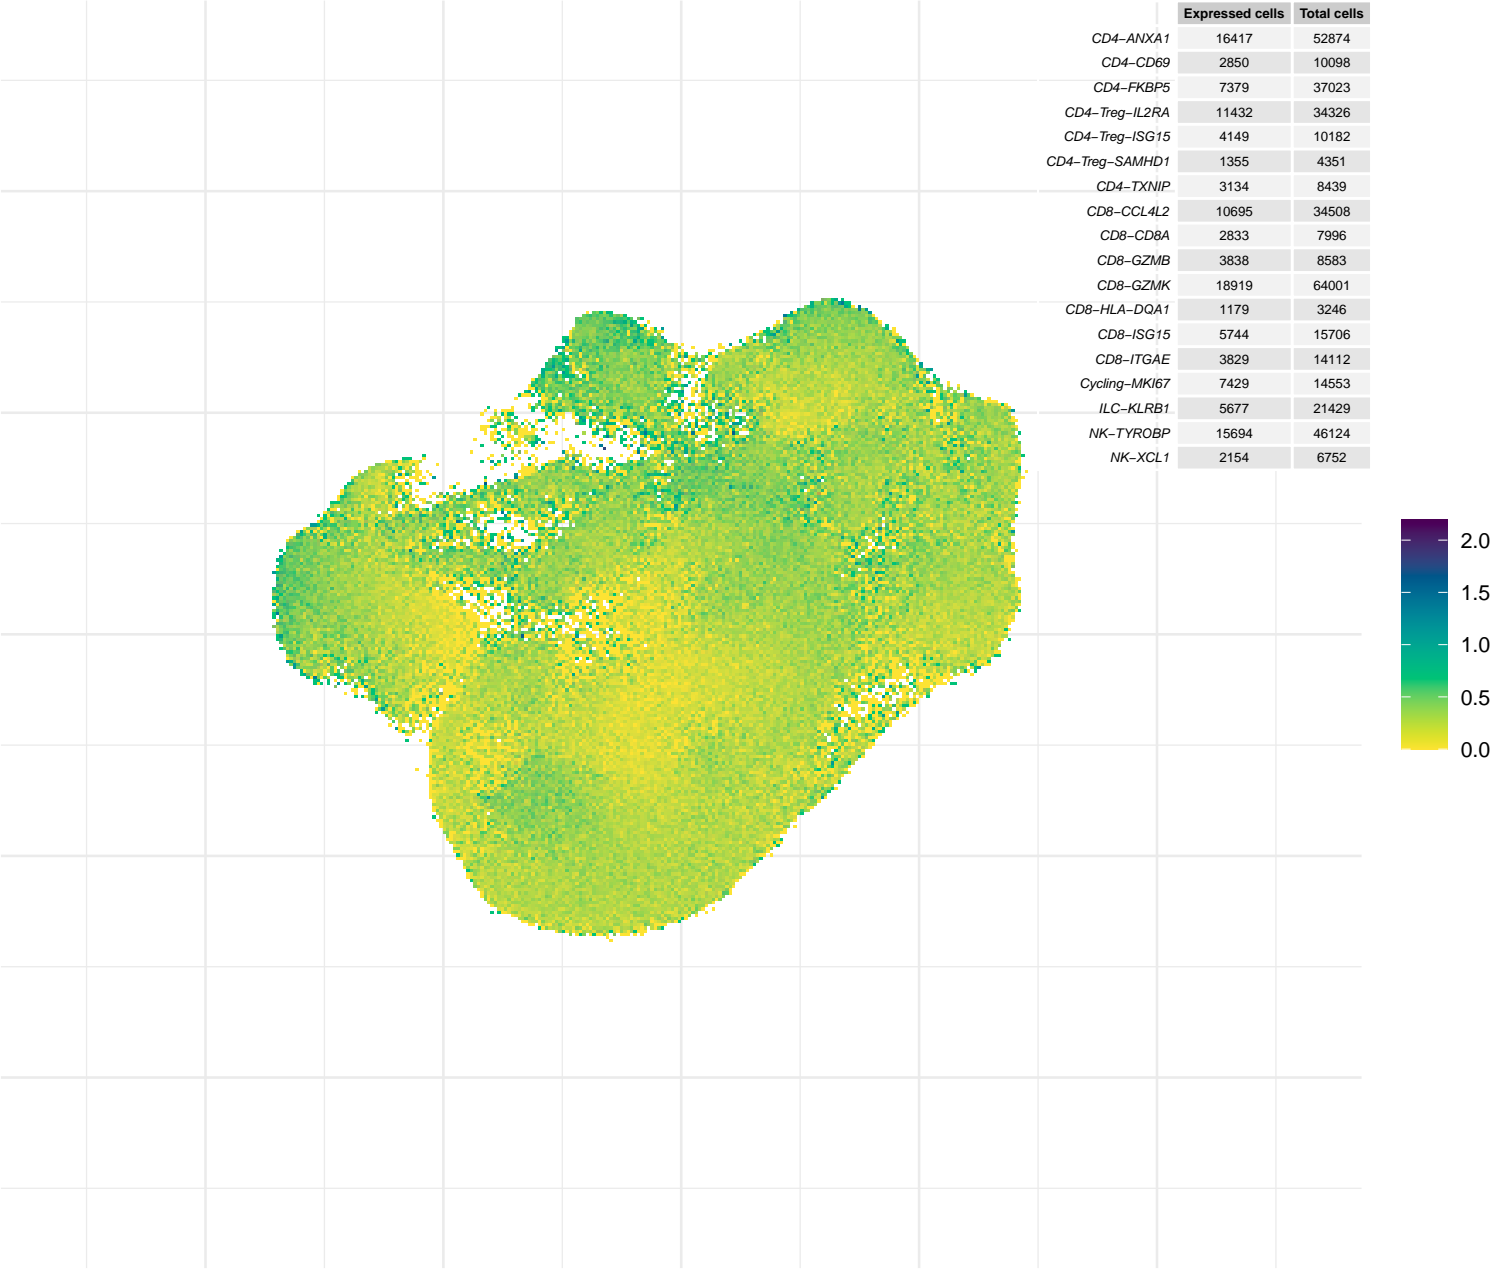 Expressed cells Total cells
CD4−ANXA1 16417 52874
CD4−CD69 2850 10098
CD4−FKBP5 7379 37023
CD4−Treg−IL2RA 11432 34326
CD4−Treg−ISG15 4149 10182
CD4−Treg−SAMHD1 1355 4351
CD4−TXNIP 3134 8439
CD8−CCL4L2 10695 34508
CD8−CD8A 2833 7996
CD8−GZMB 3838 8583
CD8−GZMK 18919 64001
CD8−HLA−DQA1 1179 3246
CD8−ISG15 5744 15706
CD8−ITGAE 3829 14112
Cycling−MKI67 7429 14553
ILC−KLRB1 5677 21429
NK−TYROBP 15694 46124
NK−XCL1 2154 6752
2.0
1.5
1.0
0.5
0.0